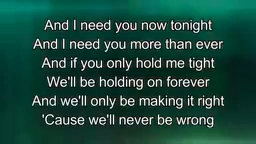 And I need you now tonight
And I need you more than ever
And if you only hold me tight
We'll be holding on forever
And we'll only be making it right
'Cause we'll never be wrong